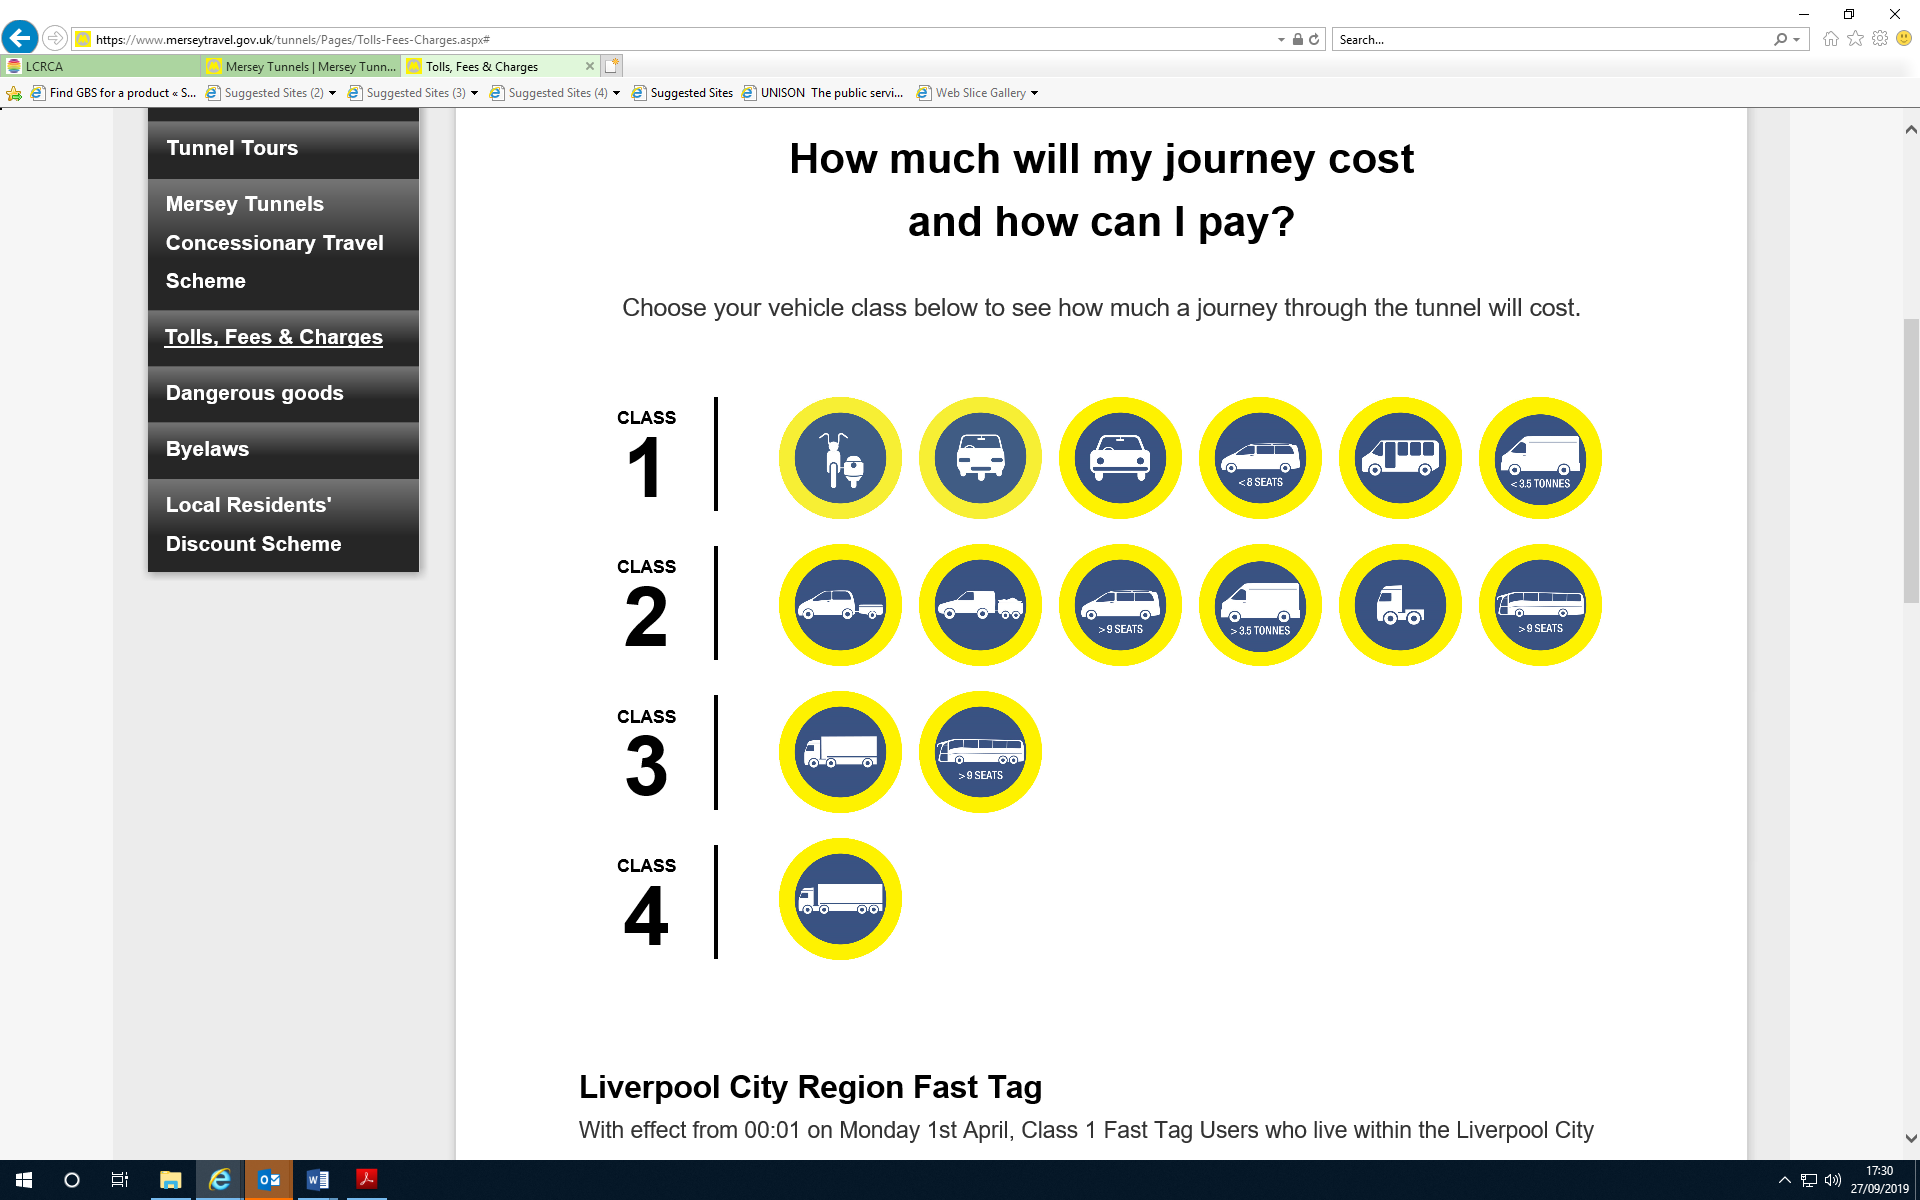 https://www.merseytravel.gov.uk/tunnels/Pages/Tolls-Fees-Charges.aspx#
Search...
LCRCA
Mersey Tunnels | Mersey Tunn...
Tolls, Fees & Charges
Find GBS for a product « S...
Suggested Sites (2)
Suggested Sites (3)
Suggested Sites (4)
Suggested Sites
UNISON The public servi...
Web Slice Gallery
Tunnel Tours
Mersey Tunnels
Concessionary Travel
Scheme
Tolls, Fees & Charges
Dangerous goods
Byelaws
Local Residents'
Discount Scheme
How much will my journey cost
and how can I pay?
Choose your vehicle class below to see how much a journey through the tunnel will cost.
CLASS
1
< 8 SEATS
< 3.5 TONNES
CLASS
2
> 9 SEATS
> 3.5 TONNES
> 9 SEATS
CLASS
3
> 9 SEATS
CLASS
4
Liverpool City Region Fast Tag
With effect from 00:01 on Monday 1st April, Class 1 Fast Tag Users who live within the Liverpool City
17:30
27/09/2019